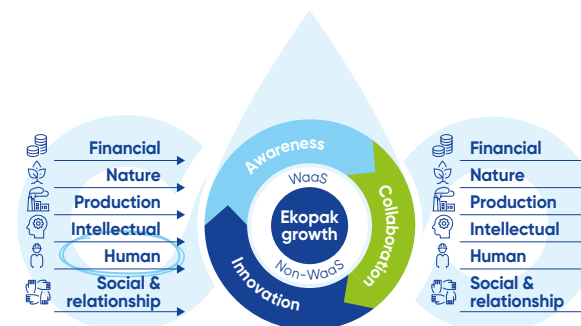 Financial
Nature
Production
Intellectual
Human
Social &
relationship
Awareness
Collaboration
Innovation
WaaS
Ekopak
growth
Non-WaaS
Financial
Nature
Production
Intellectual
Human
Social &
relationship